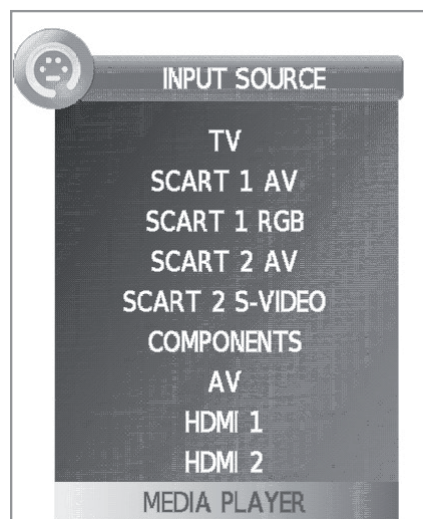 INPUT SOURCE
TV
SCART 1 AV
SCART 1 RGB
SCART 2 AV
SCART 2 S-VIDEO
COMPONENTS
AV
HDMI 1
HDMI 2
MEDIA PLAYER